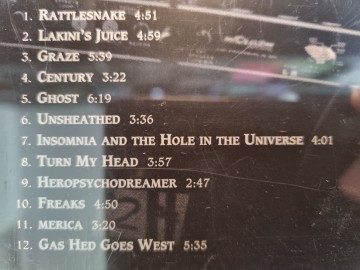 1. RATTLESNAKE 4:51
2. LAKINI'S JUICE 4:59
3. GRAZE 5:39
4. CENTURY 3:22
5. GHOST 6:19
6. UNSHEATHED 3:36
7. INSOMNIA AND THE HOLE IN THE UNIVERSE 4:01
8. TURN MY HEAD 3:57
9. HEROPSYCHODREAMER 2:47
10. FREAKS 4:50
11. MERICA 3:20
12. GAS HED GOES WEST 5:35